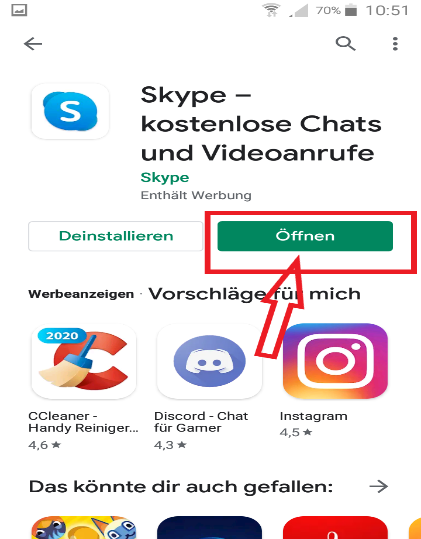 70% 10:51
Skype –
kostenlose Chats
und Videoanrufe
Skype
Enthält Werbung
Deinstallieren Öffnen
Werbeanzeigen · Vorschläge für mich
2020
CCleaner - Discord - Chat Instagram
Handy Reiniger... für Gamer 4,5 ★
4,6 ★ 4,3 ★
Das könnte dir auch gefallen: